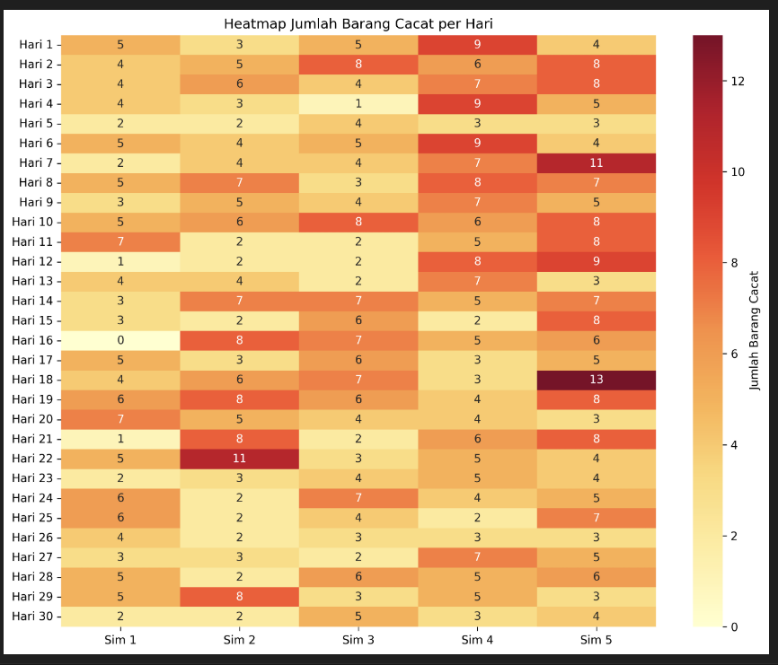 Heatmap Jumlah Barang Cacat per Hari
Hari 1 5 3 5 9 4
Hari 2 4 5 8 6 8
Hari 3 4 6 4 7 8
Hari 4 4 3 1 9 5
Hari 5 2 2 4 3 3
Hari 6 5 4 5 9 4
Hari 7 2 4 4 7 11
Hari 8 5 7 3 8 7
Hari 9 3 5 4 7 5
Hari 10 5 6 8 6 8
Hari 11 7 2 2 5 8
Hari 12 1 2 2 8 9
Hari 13 4 4 2 7 3
Hari 14 3 7 7 5 7
Hari 15 3 2 6 2 8
Hari 16 0 8 7 5 6
Hari 17 5 3 6 3 5
Hari 18 4 6 7 3 13
Hari 19 6 8 6 4 8
Hari 20 7 5 4 4 3
Hari 21 1 8 2 6 8
Hari 22 5 11 3 5 4
Hari 23 2 3 4 5 4
Hari 24 6 2 7 4 5
Hari 25 6 2 4 2 7
Hari 26 4 2 3 3 3
Hari 27 3 3 2 7 5
Hari 28 5 2 6 5 6
Hari 29 5 8 3 5 3
Hari 30 2 2 5 3 4
Sim 1 Sim 2 Sim 3 Sim 4 Sim 5
12
10
8
6
4
2
0
Jumlah Barang Cacat